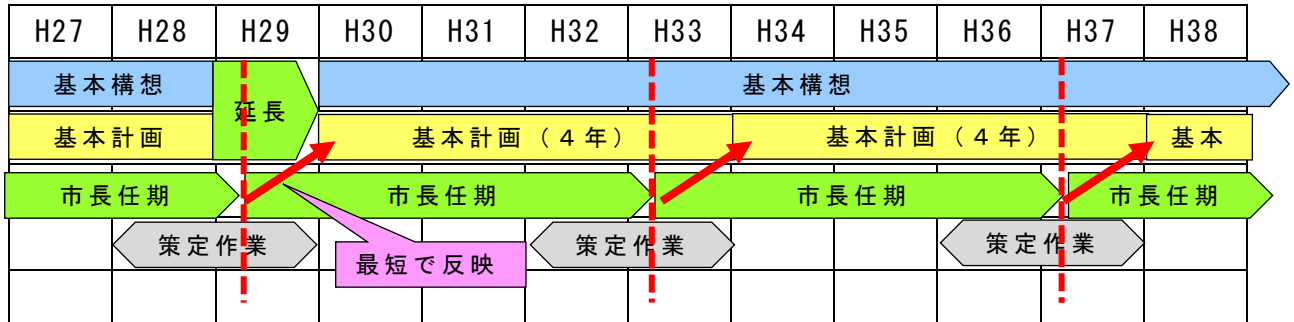 H27 H28 H29 H30 H31 H32 H33 H34 H35 H36 H37 H38
基本構想 延長 基本構想
基本計画 基本計画（４年） 基本計画（４年） 基本
市長任期 市長任期 市長任期 市長任期
策定作業 最短で反映 策定作業 策定作業